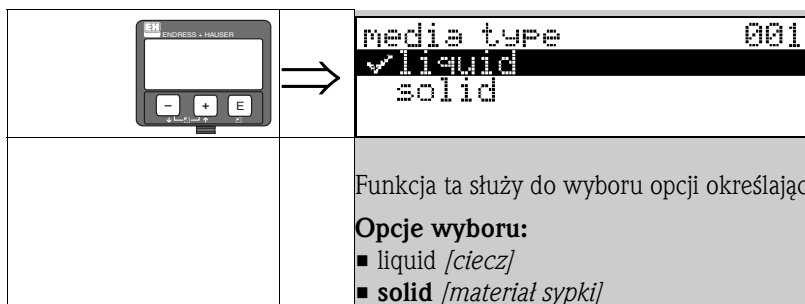 EH ENDRESS + HAUSER
media type 001
liquid
solid
– + E
Funkcja ta służy do wyboru opcji określając
Opcje wyboru:
■ liquid [ciecz]
■ solid [materiał sypki]